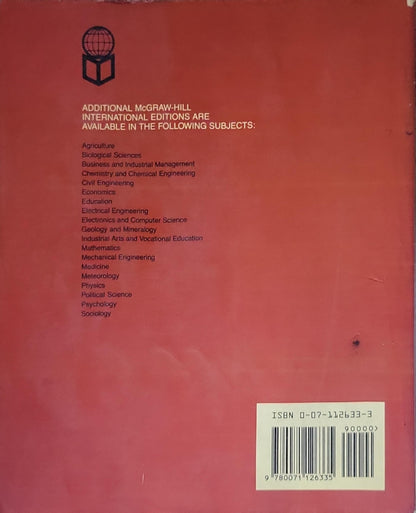 ADDITIONAL McGRAW-HILL
INTERNATIONAL EDITIONS ARE
AVAILABLE IN THE FOLLOWING SUBJECTS:
Agriculture
Biological Sciences
Business and Industrial Management
Chemistry and Chemical Engineering
Civil Engineering
Economics
Education
Electrical Engineering
Electronics and Computer Science
Geology and Mineralogy
Industrial Arts and Vocational Education
Mathematics
Mechanical Engineering
Medicine
Meteorology
Physics
Political Science
Psychology
Sociology
ISBN 0-07-112633-3
90000>
9 780071 126335